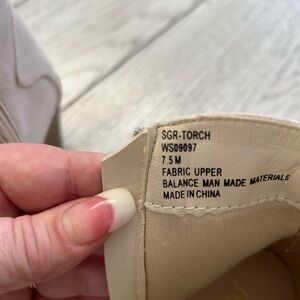 SGR-TORCH
WS09097
7.5 M
FABRIC UPPER
BALANCE MAN MADE MATERIALS
MADE IN CHINA